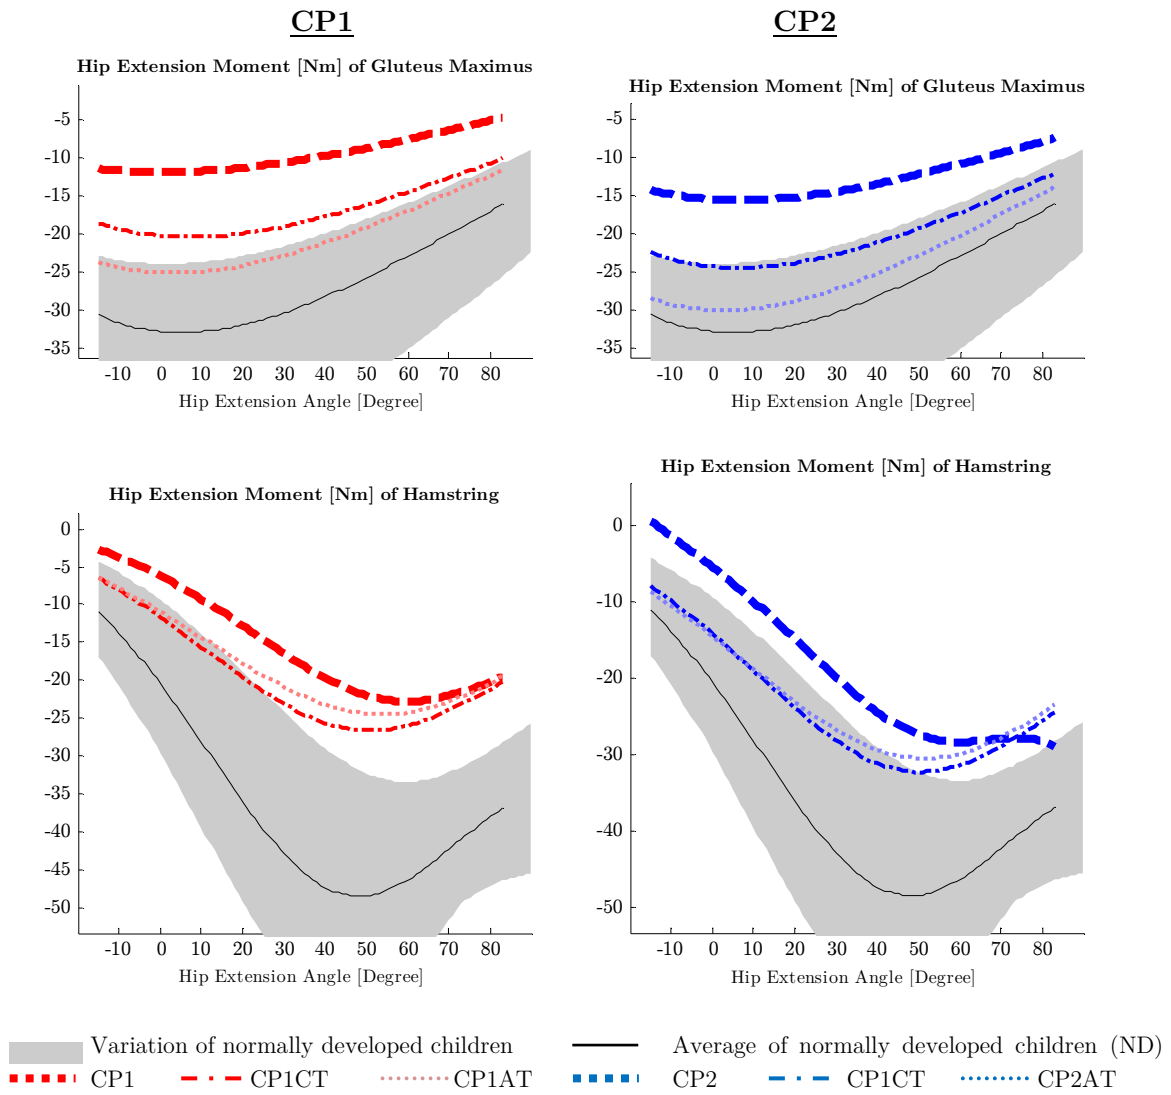 CP1
CP2
Hip Extension Moment [Nm] of Gluteus Maximus
-5
-10
-15
-20
-25
-30
-35
-10 0 10 20 30 40 50 60 70 80
Hip Extension Angle [Degree]
Hip Extension Moment [Nm] of Gluteus Maximus
-5
-10
-15
-20
-25
-30
-35
-10 0 10 20 30 40 50 60 70 80
Hip Extension Angle [Degree]
Hip Extension Moment [Nm] of Hamstring
0
-5
-10
-15
-20
-25
-30
-35
-40
-45
-50
-10 0 10 20 30 40 50 60 70 80
Hip Extension Angle [Degree]
Hip Extension Moment [Nm] of Hamstring
0
-10
-20
-30
-40
-50
-10 0 10 20 30 40 50 60 70 80
Hip Extension Angle [Degree]
Variation of normally developed children
Average of normally developed children (ND)
CP1 CP1CT CP1AT CP2 CP1CT CP2AT